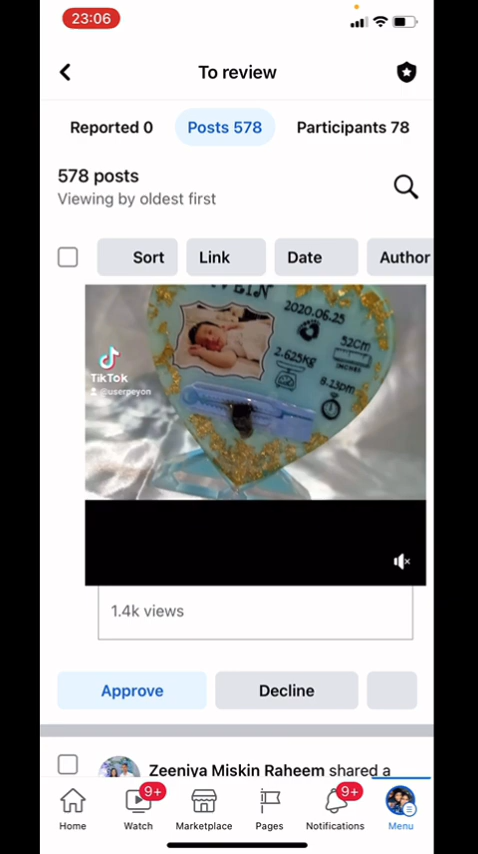 23:06
To review
Reported 0
Posts 578
Participants 78
578 posts
Viewing by oldest first
Sort
Link
Date
Author
2020.06.25
52Cm
INCHES
2.625KG
8.23pm
TikTok
@userpeyon
1.4k views
Approve
Decline
Zeeniya Miskin Raheem shared a
9+
9+
Home
Watch
Marketplace
Pages
Notifications
Menu